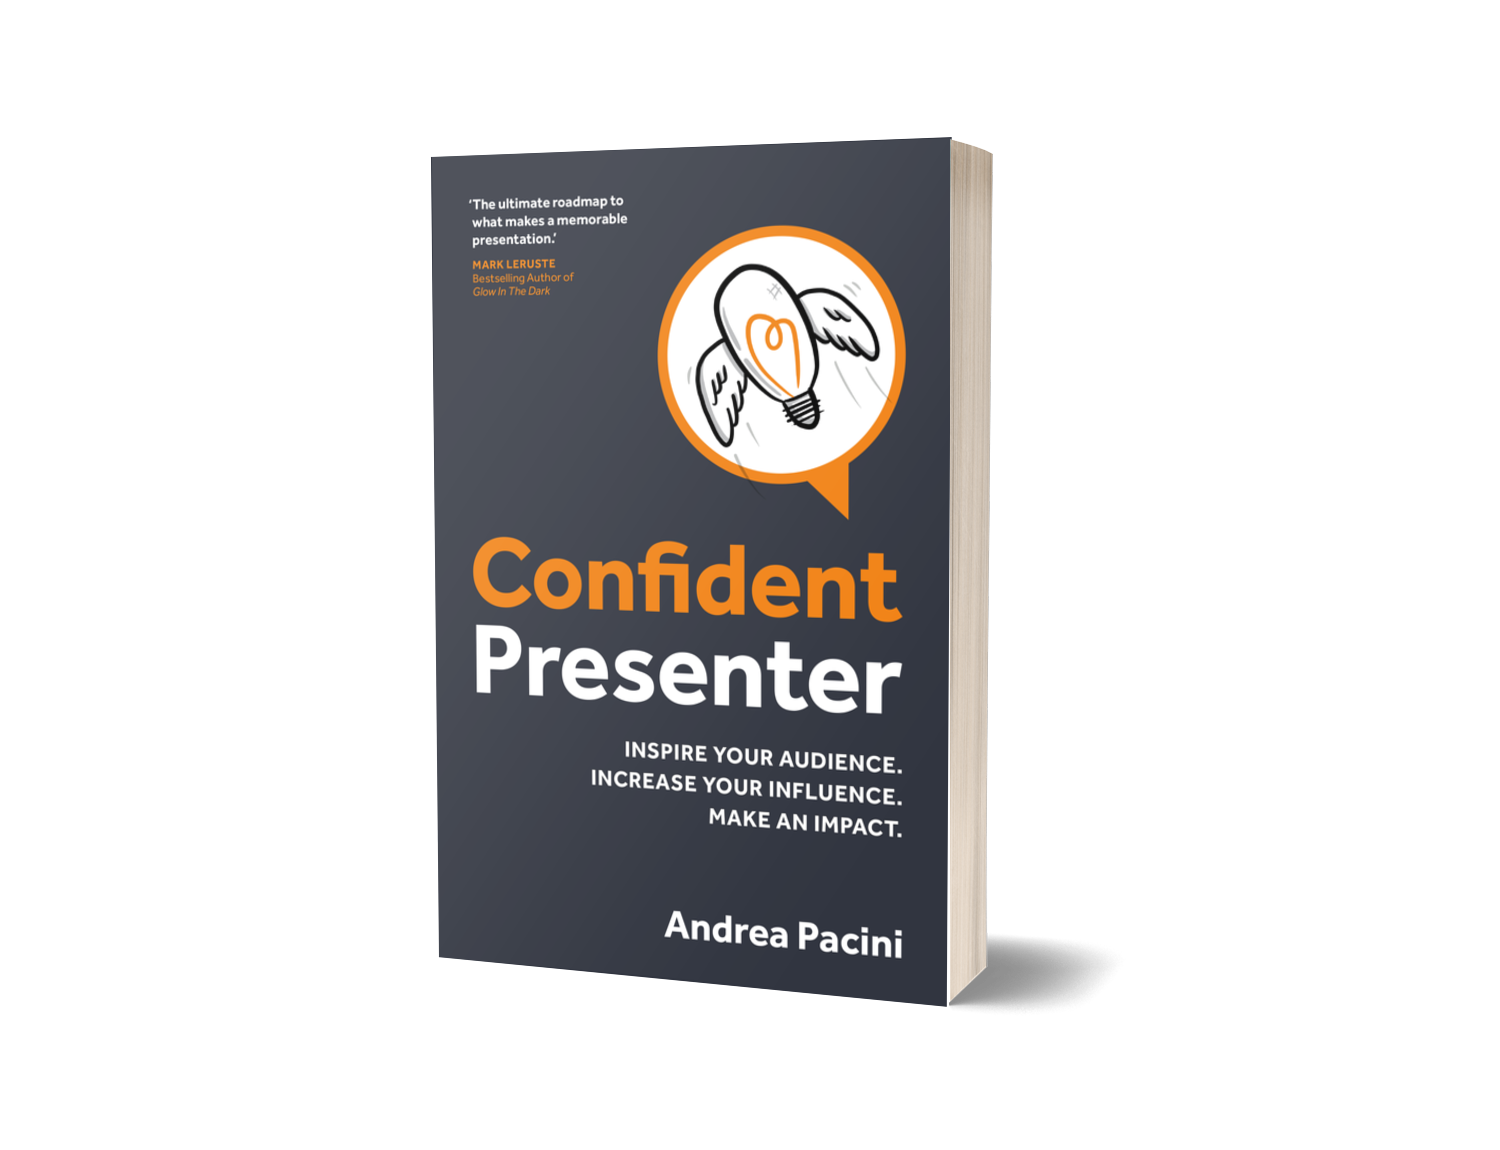 ‘The ultimate roadmap to
what makes a memorable
presentation.’
MARK LERUSTE
Bestselling Author of
Glow In The Dark
Confident
Presenter
INSPIRE YOUR AUDIENCE.
INCREASE YOUR INFLUENCE.
MAKE AN IMPACT.
Andrea Pacini